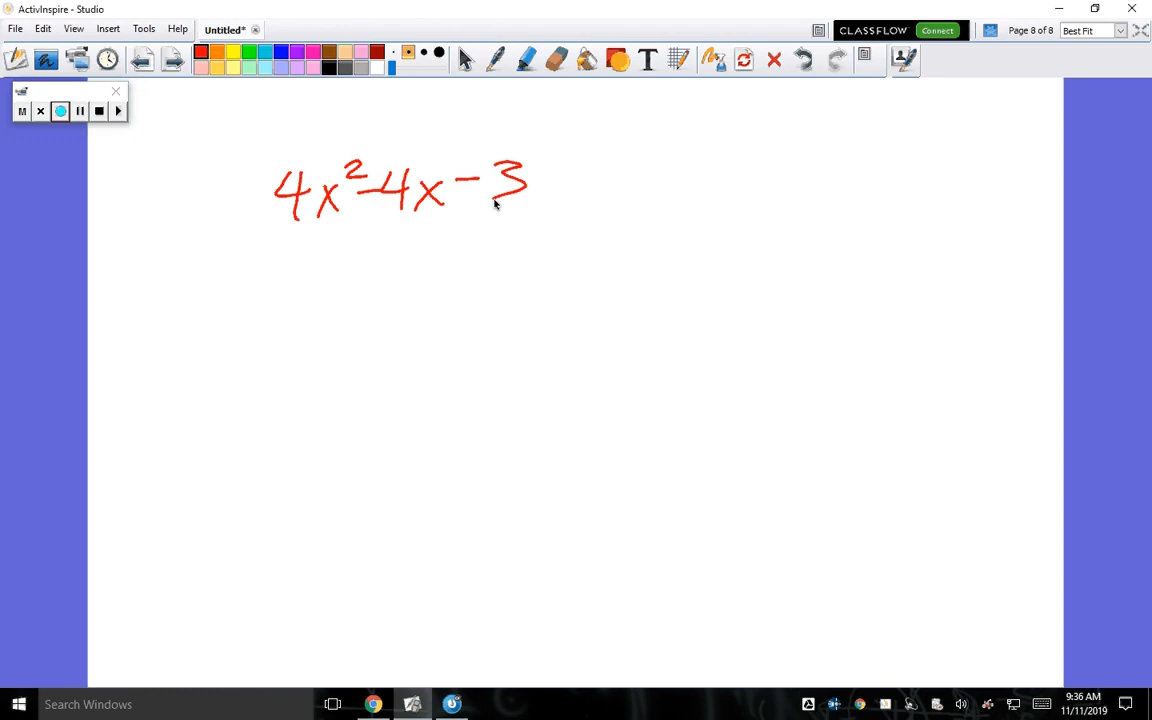 ActivInspire - Studio
File Edit View Insert Tools Help Untitled* CLASSFLOW Connect Page 8 of 8 Best Fit
T
M
4x²-4x-3
Search Windows
9:36 AM
11/11/2019